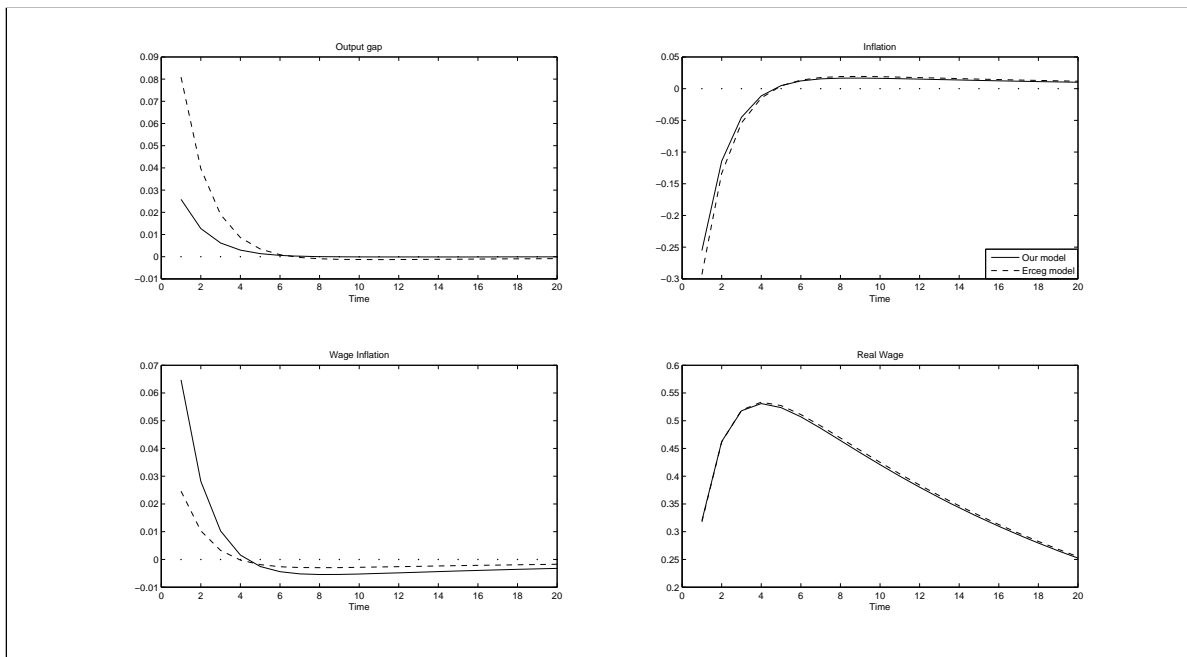 Output gap
0.09
0.08
0.07
0.06
0.05
0.04
0.03
0.02
0.01
0
−0.01
0 2 4 6 8 10 12 14 16 18 20
Time
Inflation
0.05
0
−0.05
−0.1
−0.15
−0.2
−0.25
−0.3
Our model
Erceg model
0 2 4 6 8 10 12 14 16 18 20
Time
Wage Inflation
0.07
0.06
0.05
0.04
0.03
0.02
0.01
0
−0.01
0 2 4 6 8 10 12 14 16 18 20
Time
Real Wage
0.6
0.55
0.5
0.45
0.4
0.35
0.3
0.25
0.2
0 2 4 6 8 10 12 14 16 18 20
Time